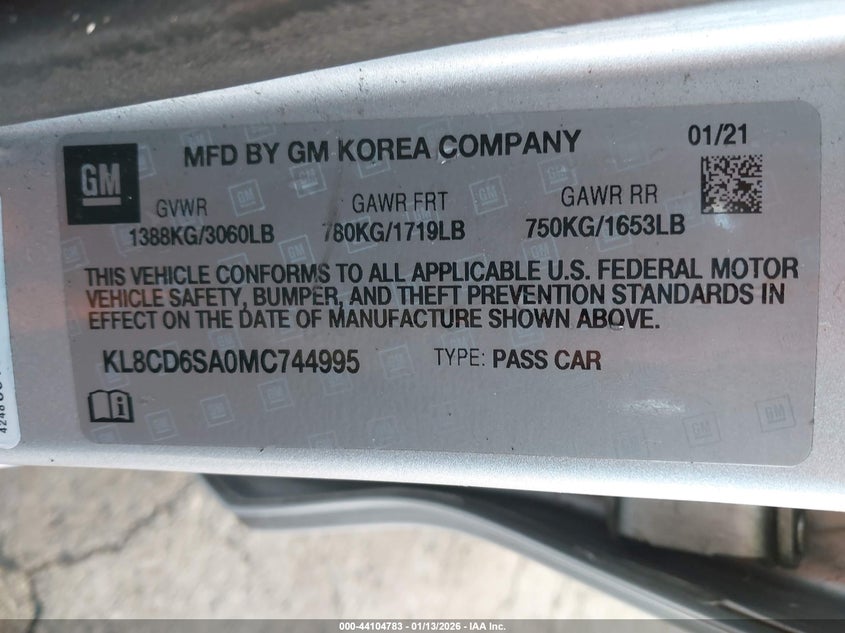 GM
MFD BY GM KOREA COMPANY
01/21
GVWR
GAWR FRT
GAWR RR
1388KG/3060LB
780KG/1719LB
750KG/1653LB
THIS VEHICLE CONFORMS TO ALL APPLICABLE U.S. FEDERAL MOTOR
VEHICLE SAFETY, BUMPER, AND THEFT PREVENTION STANDARDS IN
EFFECT ON THE DATE OF MANUFACTURE SHOWN ABOVE.
KL8CD6SA0MC744995
TYPE: PASS CAR
000-44104783 - 01/13/2026 - IAA Inc.